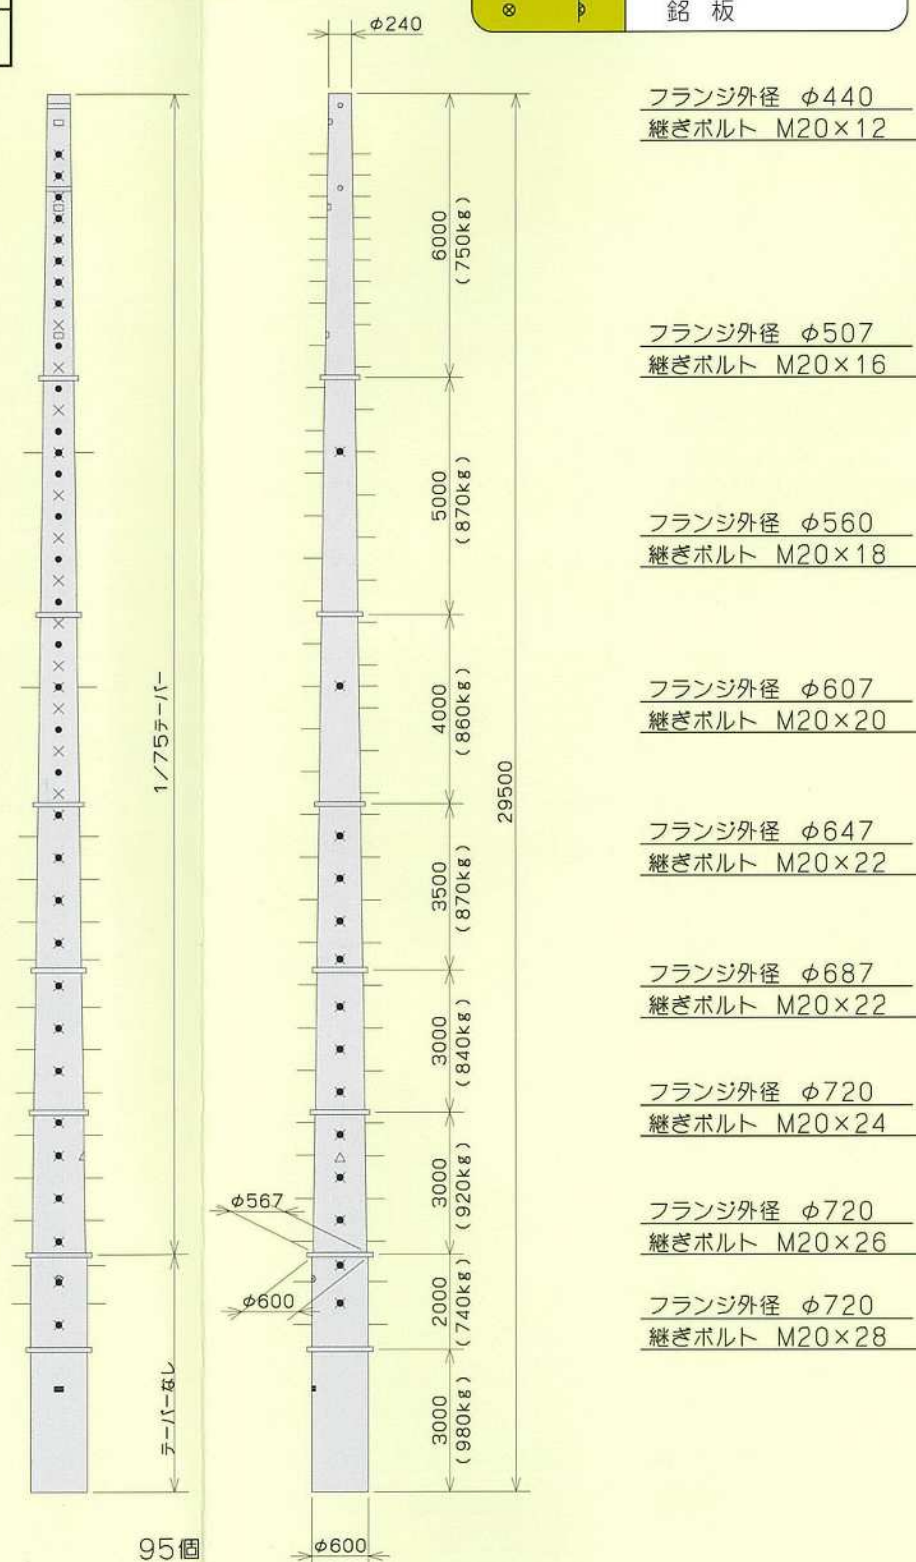 銘 板
φ240
フランジ外径 φ440
継ぎボルト M20×12
6000
(750kg)
フランジ外径 φ507
継ぎボルト M20×16
5000
(870kg)
フランジ外径 φ560
継ぎボルト M20×18
4000
(860kg)
フランジ外径 φ607
継ぎボルト M20×20
1/75テーパー
29500
フランジ外径 φ647
継ぎボルト M20×22
3500
(870kg)
フランジ外径 φ687
継ぎボルト M20×22
3000
(840kg)
フランジ外径 φ720
継ぎボルト M20×24
3000
(920kg)
φ567
フランジ外径 φ720
継ぎボルト M20×26
φ600
2000
(740kg)
フランジ外径 φ720
継ぎボルト M20×28
テーパーなし
3000
(980kg)
95個
φ600